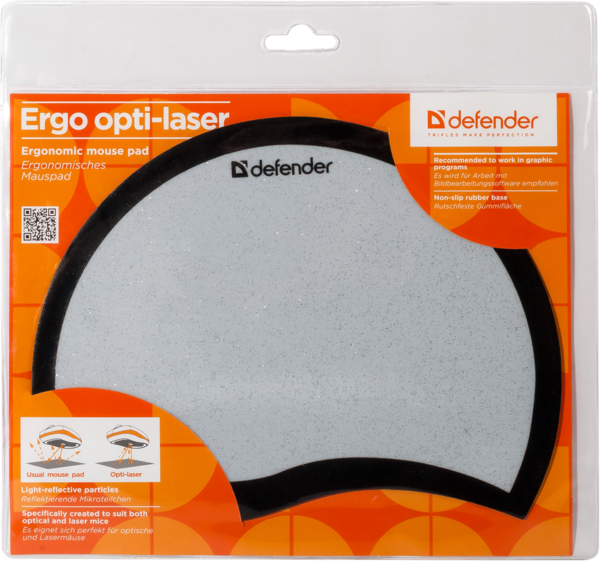 Ergo opti-laser
Ergonomic mouse pad
Ergonomisches
Mauspad
defender
TRIFLES MAKE PERFECTION
Recommended to work in graphic
programs
Es wird für Arbeit mit
Bildbearbeitungssoftware empfohlen
Non-slip rubber base
Rutschfeste Gummifläche
defender
Usual mouse pad
Opti-laser
Light-reflective particles
Reflektierende Mikroteilchen
Specifically created to suit both
optical and laser mice
Es eignet sich perfekt für optische
und Lasermäuse